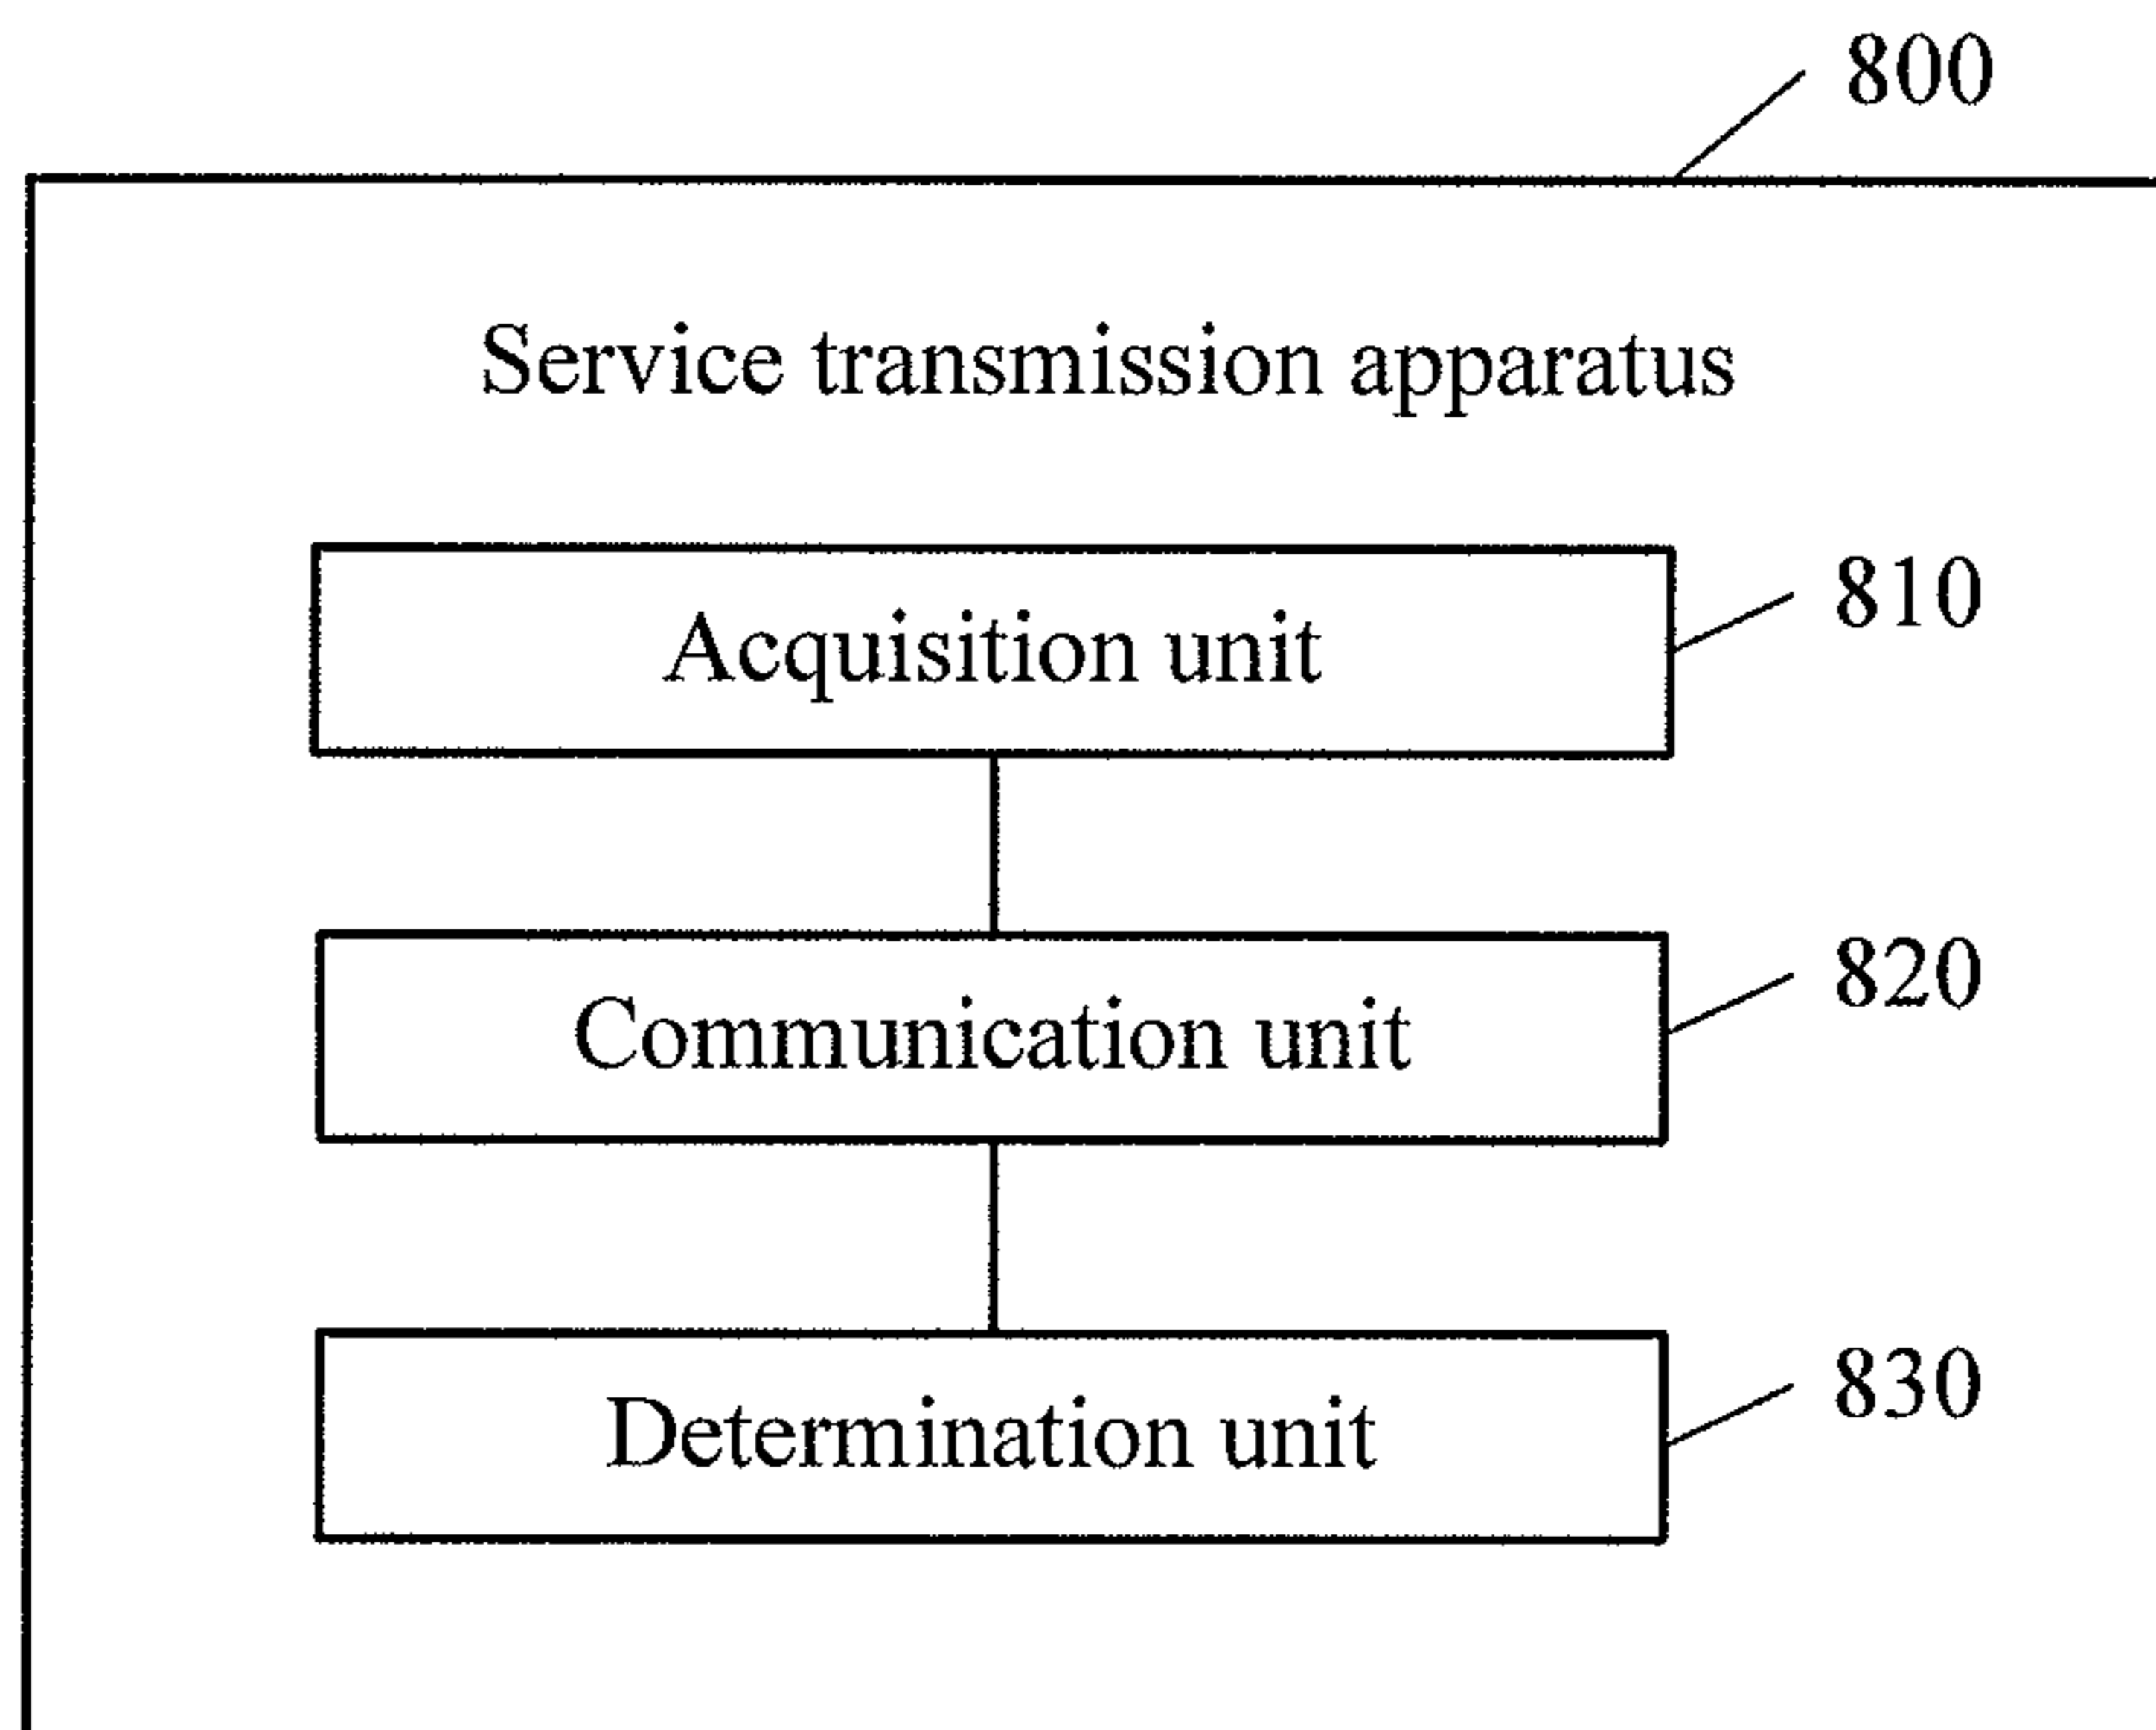 800
Service transmission apparatus
Acquisition unit
810
Communication unit
820
Determination unit
830